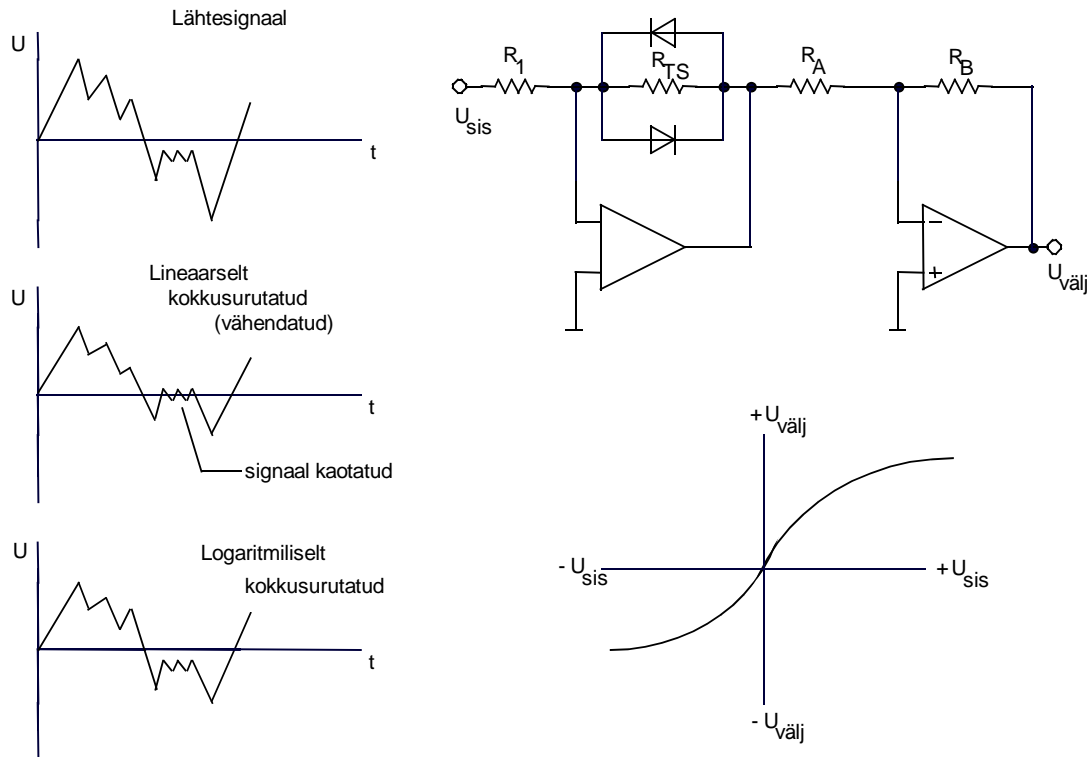 Lähtesignaal
U
t
Lineaarselt
kokkusurutatud
(vähendatud)
U
t
signaal kaotatud
Logaritmiliselt
kokkusurutatud
U
t
R1
RTS
RA
RB
Usis
−
+
Uvälj
+Uvälj
- Usis
+Usis
- Uvälj